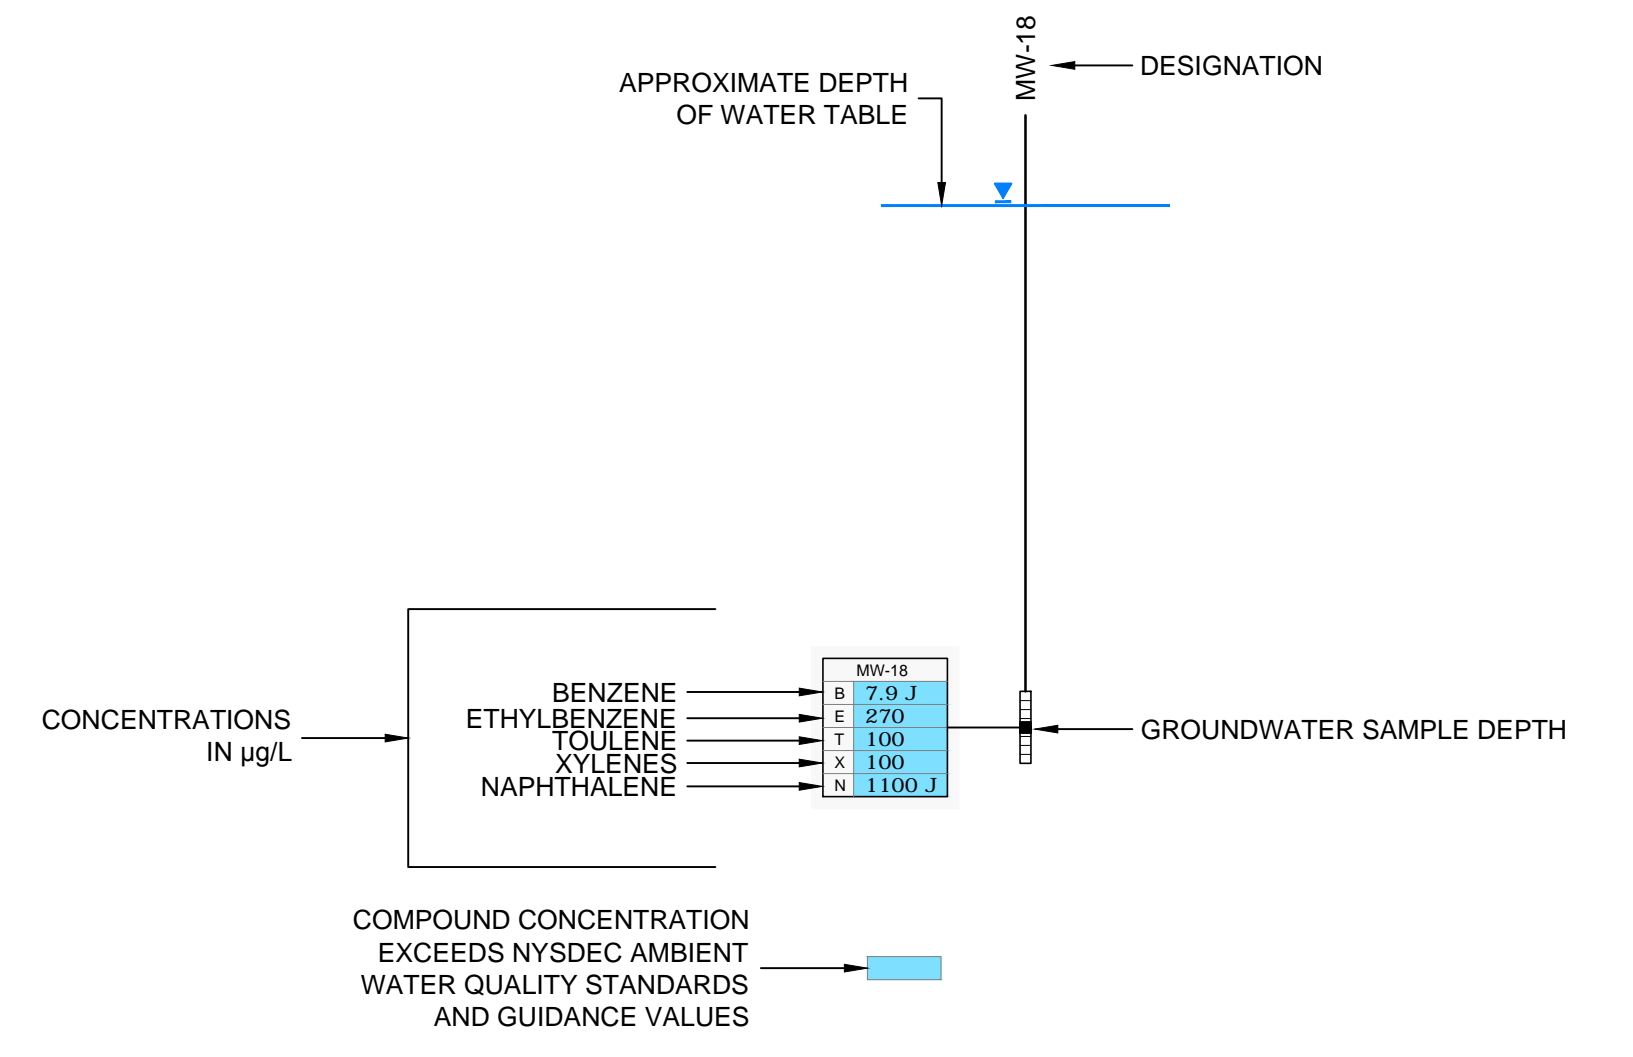 MW-18
DESIGNATION
APPROXIMATE DEPTH
OF WATER TABLE
CONCENTRATIONS
IN µg/L
BENZENE
ETHYLBENZENE
TOULENE
XYLENES
NAPHTHALENE
MW-18
B 7.9 J
E 270
T 100
X 100
N 1100 J
GROUNDWATER SAMPLE DEPTH
COMPOUND CONCENTRATION
EXCEEDS NYSDEC AMBIENT
WATER QUALITY STANDARDS
AND GUIDANCE VALUES